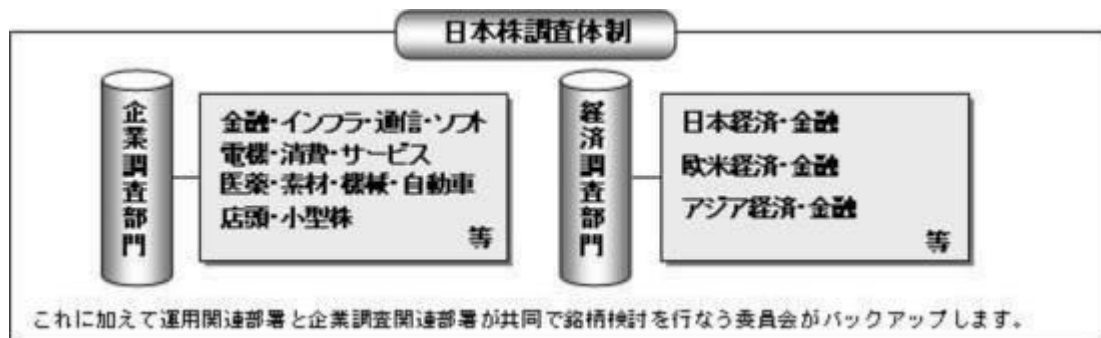 日本株調査体制
企業調査部門
金融・インフラ・通信・ソフト
電機・消費・サービス
医薬・素材・機械・自動車
店頭・小型株
等
経済調査部門
日本経済・金融
欧米経済・金融
アジア経済・金融
等
これに加えて運用関連部署と企業調査関連部署が共同で銘柄検討を行なう委員会がバックアップします。